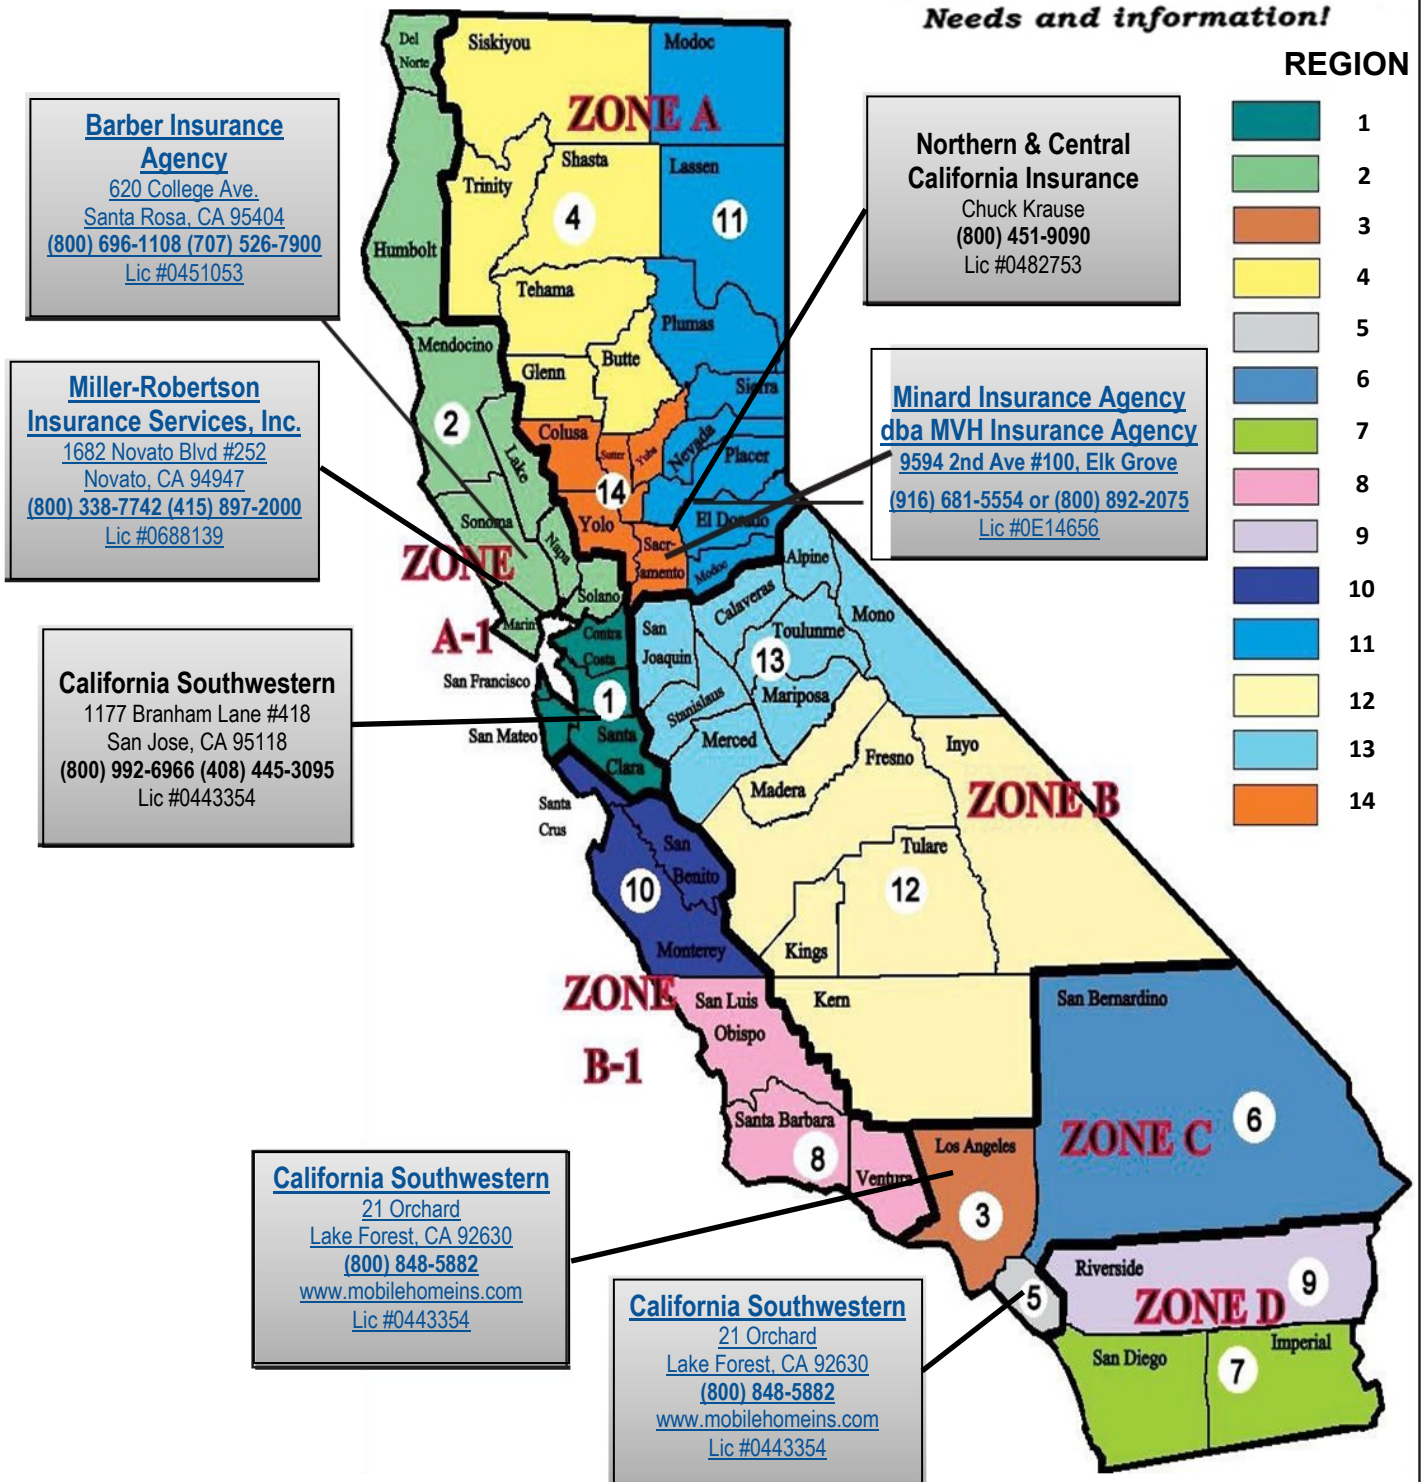 Needs and information!
REGION
1
2
3
4
5
6
7
8
9
10
11
12
13
14
Barber Insurance
Agency
620 College Ave.
Santa Rosa, CA 95404
(800) 696-1108 (707) 526-7900
Lic #0451053
Miller-Robertson
Insurance Services, Inc.
1682 Novato Blvd #252
Novato, CA 94947
(800) 338-7742 (415) 897-2000
Lic #0688139
California Southwestern
1177 Branham Lane #418
San Jose, CA 95118
(800) 992-6966 (408) 445-3095
Lic #0443354
Northern & Central
California Insurance
Chuck Krause
(800) 451-9090
Lic #0482753
Minard Insurance Agency
dba MVH Insurance Agency
9594 2nd Ave #100, Elk Grove
(916) 681-5554 or (800) 892-2075
Lic #0E14656
California Southwestern
21 Orchard
Lake Forest, CA 92630
(800) 848-5882
www.mobilehomeins.com
Lic #0443354
California Southwestern
21 Orchard
Lake Forest, CA 92630
(800) 848-5882
www.mobilehomeins.com
Lic #0443354
Del
Norte
Siskiyou
Modoc
ZONE A
Shasta
Lassen
Trinity
4
11
Humbolt
Tehama
Plumas
Mendocino
Butte
Glenn
Sierra
2
Colusa
Lake
Sutter
Yuba
Nevada
Placer
14
Sonoma
Yolo
El Dorado
Napa
Sacr-
amento
Modoc
Alpine
ZONE
A-1
Solano
Calaveras
Mono
Marin
Contra
Costa
San
Joaquin
Toulunme
13
San Francisco
1
Stanislaus
Mariposa
San Mateo
Santa
Clara
Merced
Fresno
Inyo
Madera
ZONE B
Santa
Crus
San
Benito
Tulare
10
12
Monterey
Kings
ZONE
B-1
San Luis
Obispo
Kern
San Bernardino
Santa Barbara
8
Ventura
Los Angeles
3
ZONE C
6
5
Riverside
9
ZONE D
San Diego
Imperial
7